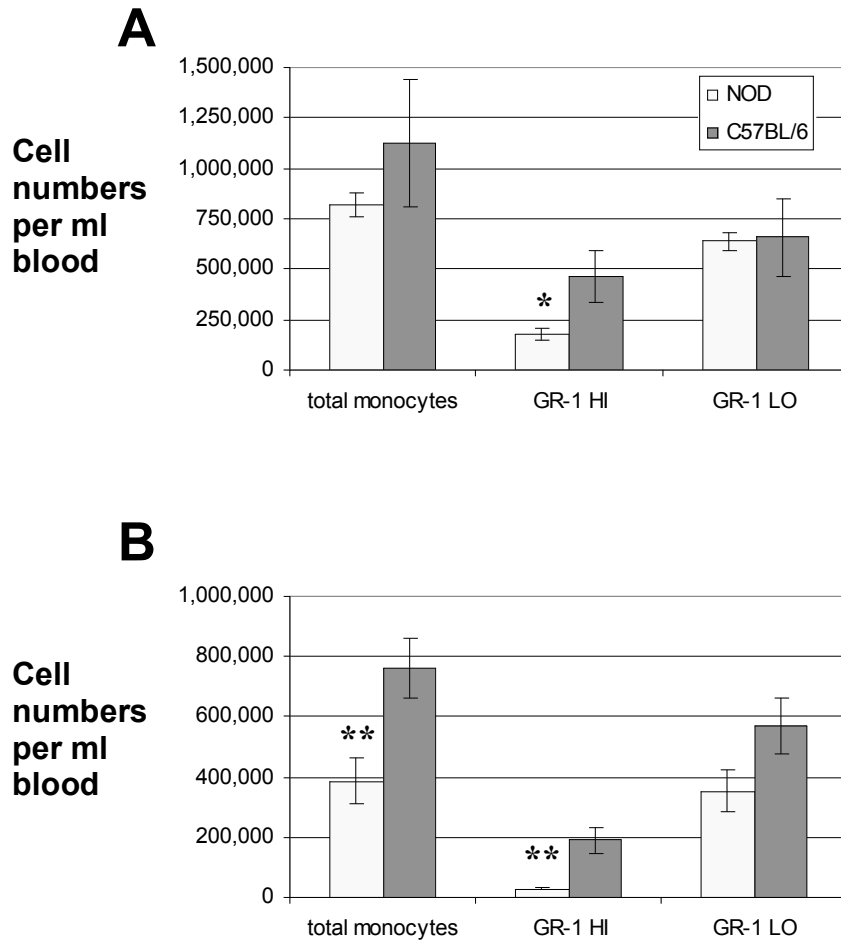 A
1,500,000
1,250,000
1,000,000
750,000
500,000
250,000
0
Cell
numbers
per ml
blood
NOD
C57BL/6
*
total monocytes GR-1 HI GR-1 LO
B
1,000,000
800,000
600,000
400,000
200,000
0
Cell
numbers
per ml
blood
**
**
total monocytes GR-1 HI GR-1 LO